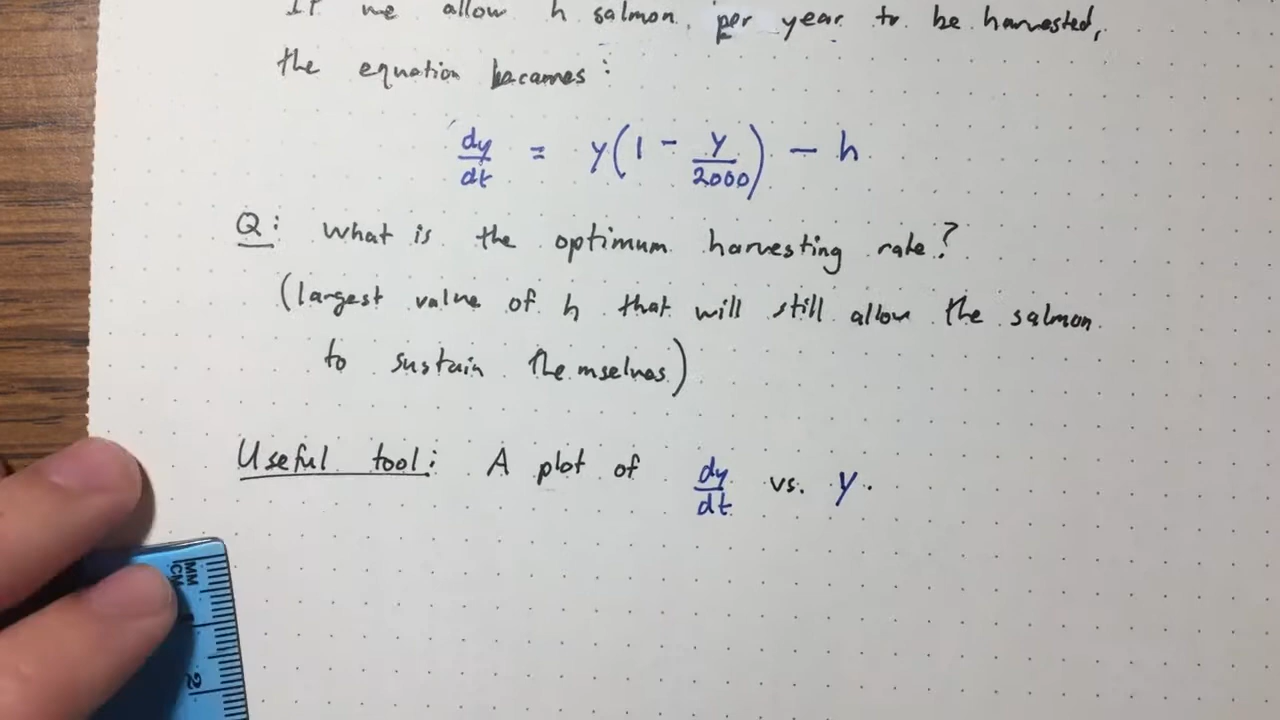 If we allow h salmon per year to be harvested,
the equation becomes:
dy/dt = y(1 - y/2000) - h
Q: What is the optimum harvesting rate?
(largest value of h that will still allow the salmon
to sustain themselves)
Useful tool: A plot of dy/dt vs. y.
MM
CM
1
2